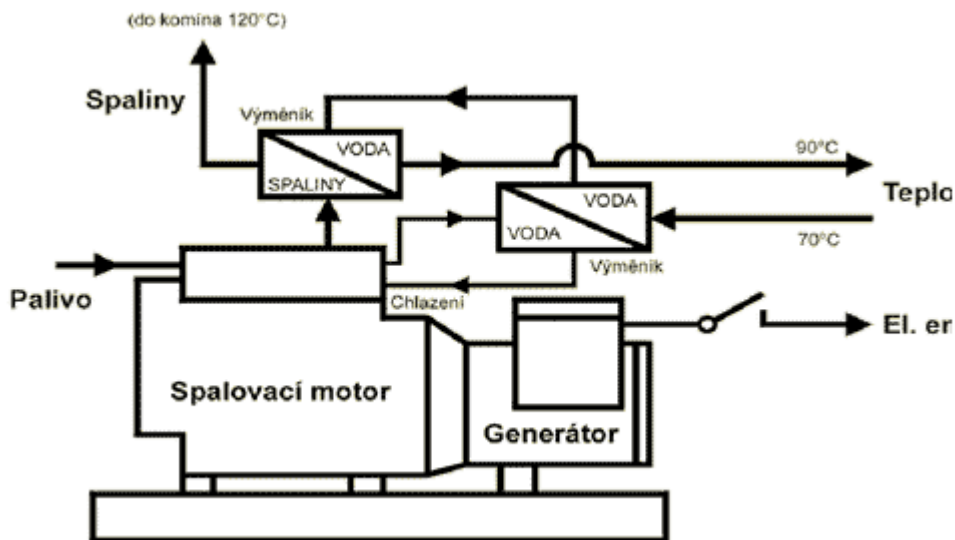 (do komína 120°C)
Spaliny
Výměník
VODA
SPALINY
90°C
Teplo
VODA
VODA
70°C
Výměník
Palivo
Chlazení
El. en
Spalovací motor
Generátor